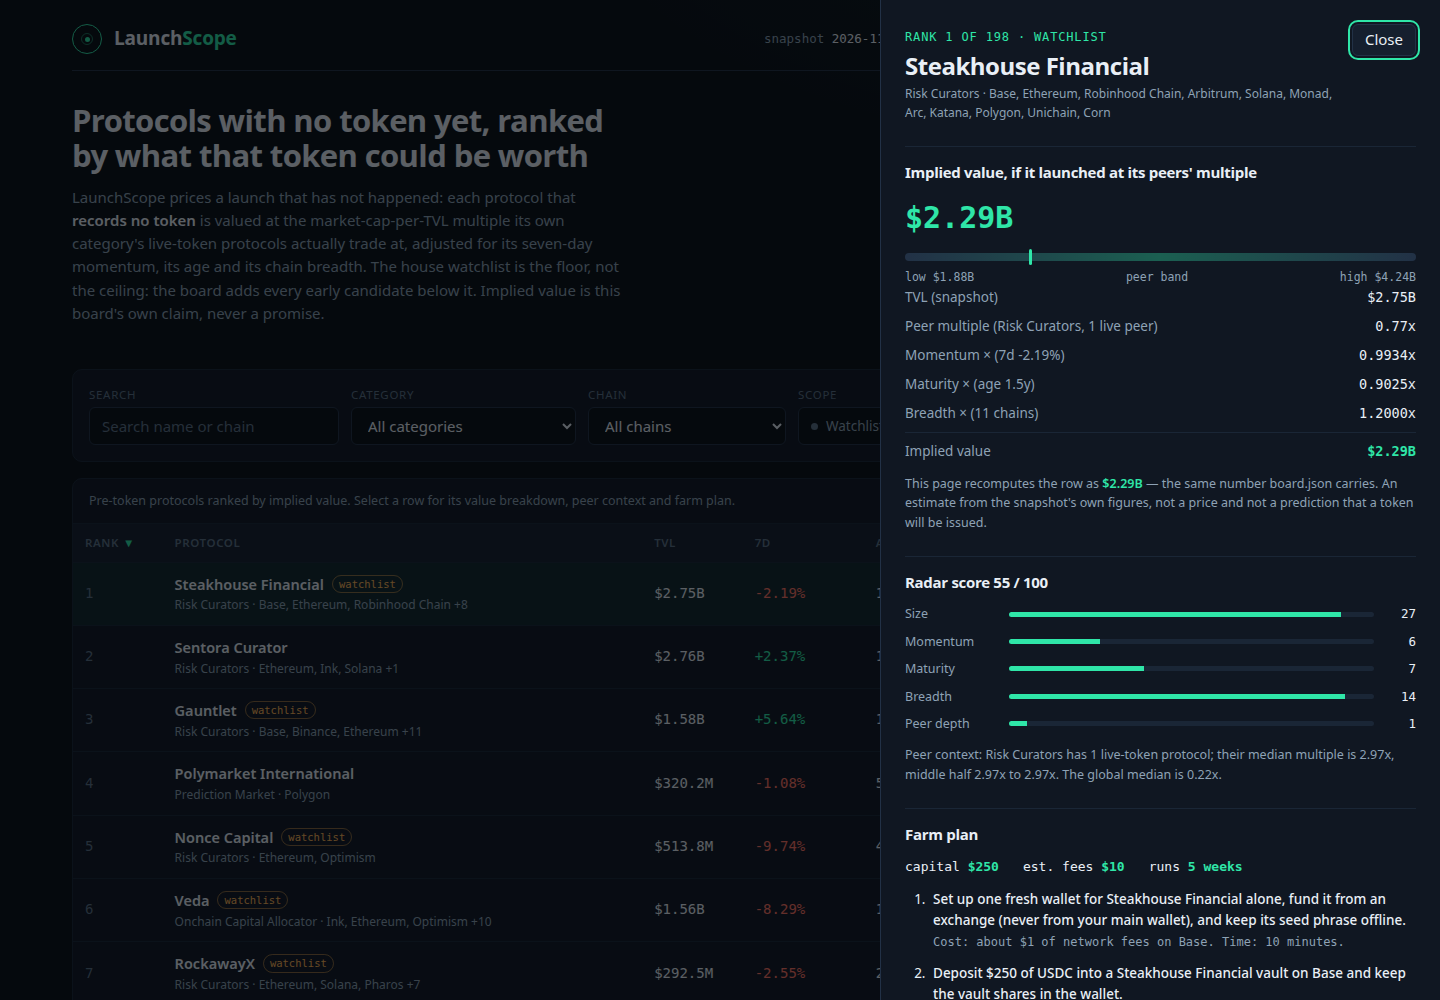 LaunchScope
snapshot 2026-11
Protocols with no token yet, ranked
by what that token could be worth
LaunchScope prices a launch that has not happened: each protocol that
records no token is valued at the market-cap-per-TVL multiple its own
category's live-token protocols actually trade at, adjusted for its seven-day
momentum, its age and its chain breadth. The house watchlist is the floor, not
the ceiling: the board adds every early candidate below it. Implied value is this
board's own claim, never a promise.
SEARCH CATEGORY CHAIN SCOPE
Search name or chain All categories All chains Watchlis
Pre-token protocols ranked by implied value. Select a row for its value breakdown, peer context and farm plan.
RANK ▼ PROTOCOL TVL 7D A
1 Steakhouse Financial watchlist $2.75B -2.19% 1
Risk Curators · Base, Ethereum, Robinhood Chain +8
2 Sentora Curator $2.76B +2.37% 1
Risk Curators · Ethereum, Ink, Solana +1
3 Gauntlet watchlist $1.58B +5.64% 1
Risk Curators · Base, Binance, Ethereum +11
4 Polymarket International $320.2M -1.08% 5
Prediction Market · Polygon
5 Nonce Capital watchlist $513.8M -9.74% 4
Risk Curators · Ethereum, Optimism
6 Veda watchlist $1.56B -8.29% 1
Onchain Capital Allocator · Ink, Ethereum, Optimism +10
7 RockawayX watchlist $292.5M -2.55% 2
Risk Curators · Ethereum, Solana, Pharos +7
RANK 1 OF 198 · WATCHLIST
Close
Steakhouse Financial
Risk Curators · Base, Ethereum, Robinhood Chain, Arbitrum, Solana, Monad,
Arc, Katana, Polygon, Unichain, Corn
Implied value, if it launched at its peers' multiple
$2.29B
low $1.88B peer band high $4.24B
TVL (snapshot) $2.75B
Peer multiple (Risk Curators, 1 live peer) 0.77x
Momentum × (7d -2.19%) 0.9934x
Maturity × (age 1.5y) 0.9025x
Breadth × (11 chains) 1.2000x
Implied value $2.29B
This page recomputes the row as $2.29B — the same number board.json carries. An
estimate from the snapshot's own figures, not a price and not a prediction that a token
will be issued.
Radar score 55 / 100
Size 27
Momentum 6
Maturity 7
Breadth 14
Peer depth 1
Peer context: Risk Curators has 1 live-token protocol; their median multiple is 2.97x,
middle half 2.97x to 2.97x. The global median is 0.22x.
Farm plan
capital $250 est. fees $10 runs 5 weeks
1. Set up one fresh wallet for Steakhouse Financial alone, fund it from an
exchange (never from your main wallet), and keep its seed phrase offline.
Cost: about $1 of network fees on Base. Time: 10 minutes.
2. Deposit $250 of USDC into a Steakhouse Financial vault on Base and keep
the vault shares in the wallet.